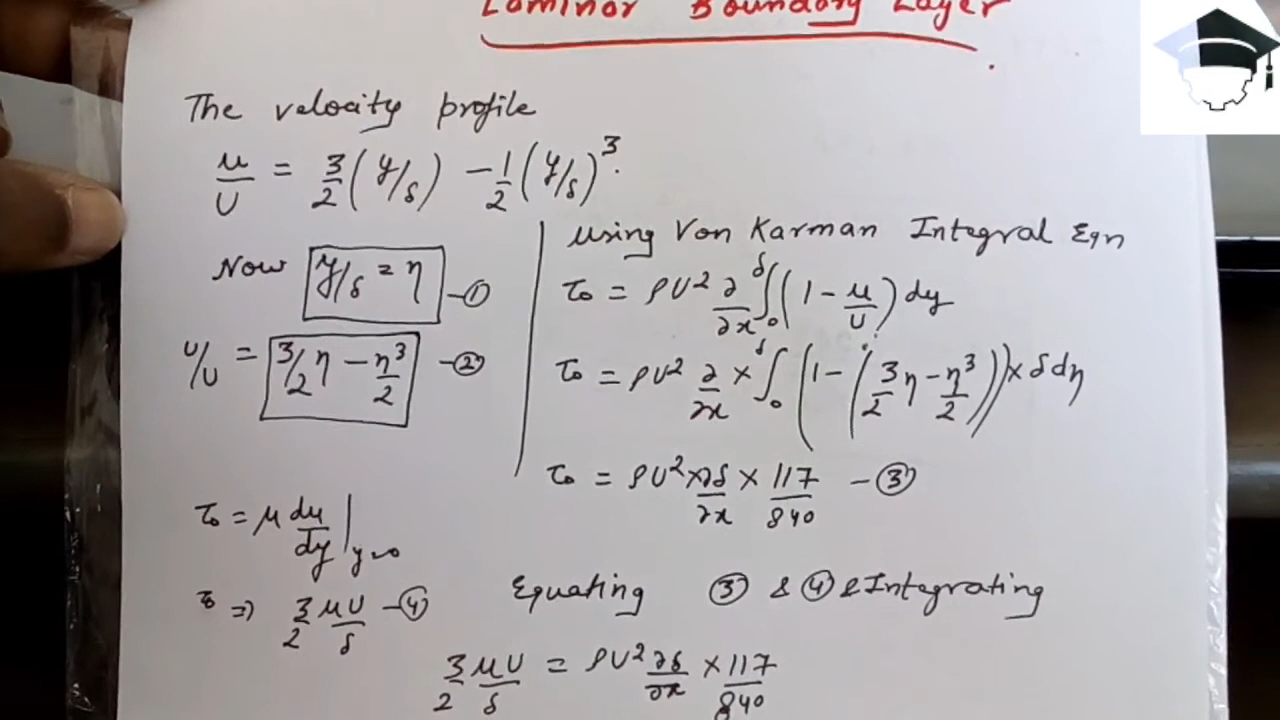 Laminor Boundary Layer
The velocity profile
u/U = 3/2 (y/δ) - 1/2 (y/δ)^3.
Now y/δ = η - ①
u/U = 3/2 η - η^3/2 - ②
τ₀ = μ du/dy |y=0
τ₀ => 3/2 μU/δ - ④
using Von Karman Integral Eqn
τ₀ = ρU² ∂/∂x ∫₀^δ (1 - u/U) dy
τ₀ = ρU² ∂/∂x × ∫₀^δ (1 - (3/2 η - η^3/2)) × δ dη
τ₀ = ρU² × ∂δ/∂x × 117/840 - ③
Equating ③ & ④ & Integrating
3/2 μU/δ = ρU² ∂δ/∂x × 117/840